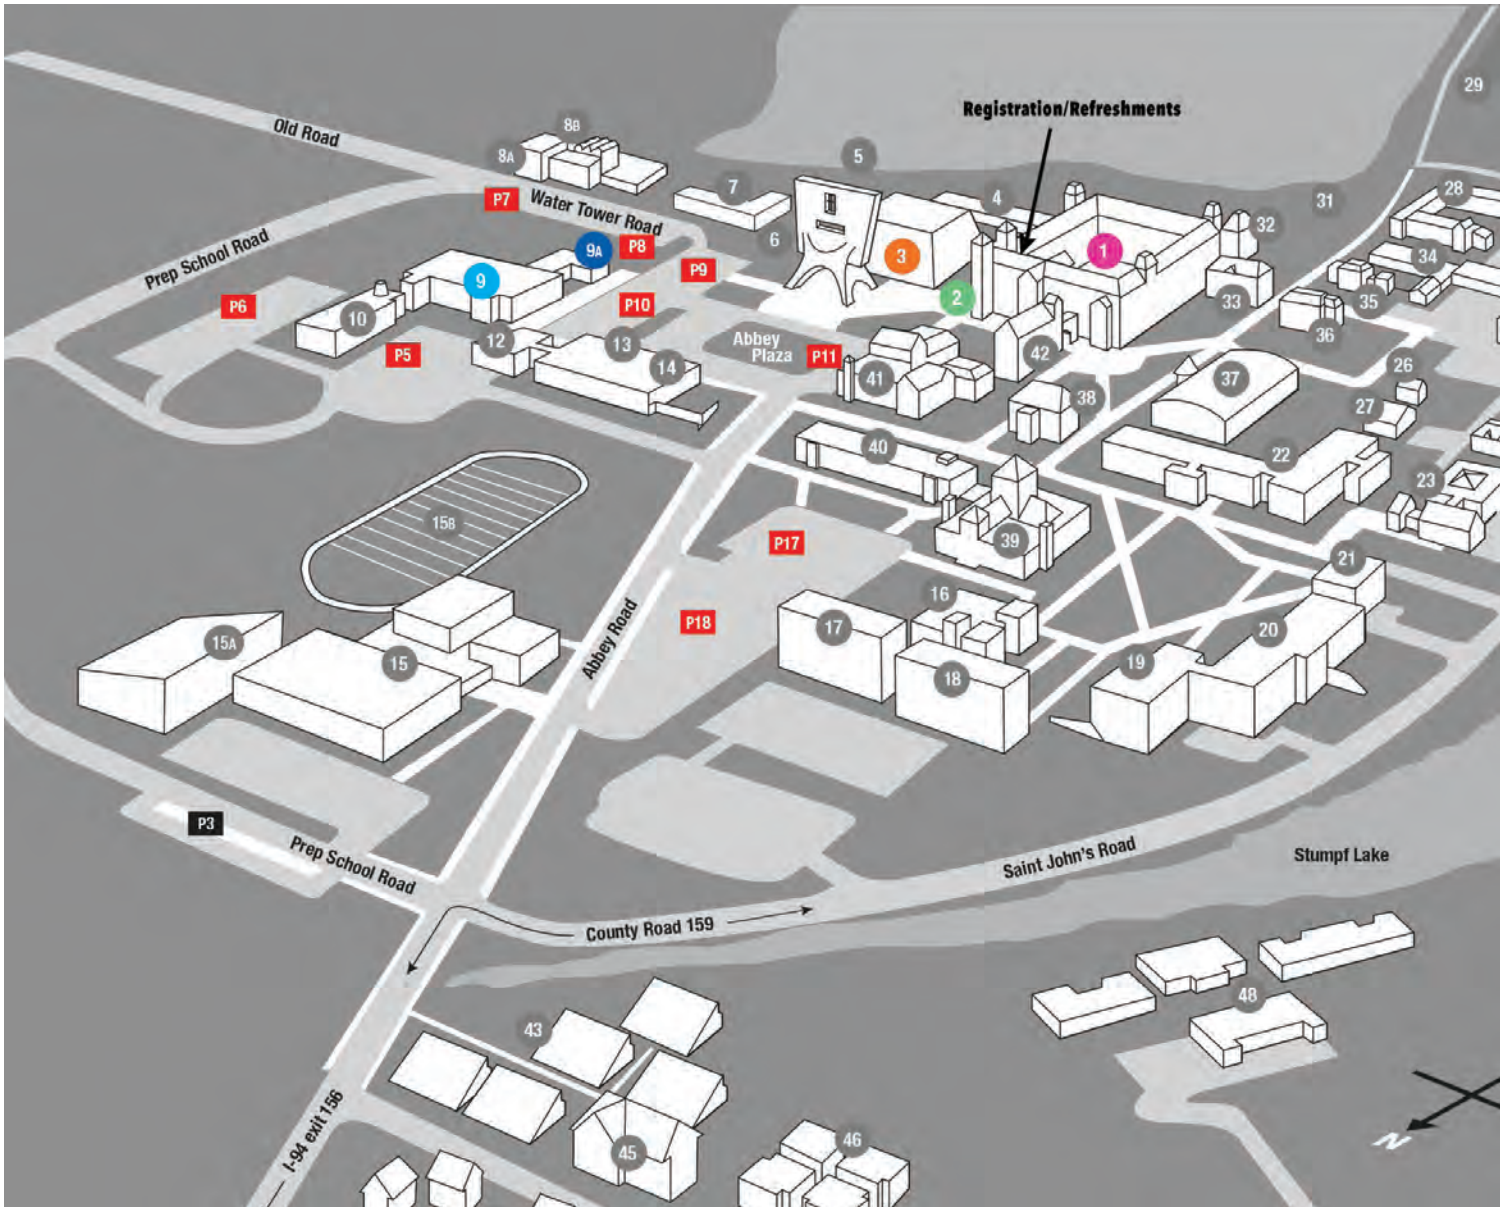 29
Registration/Refreshments
8B
Old Road
8A
5
7
28
P7
Water Tower Road
4
31
32
Prep School Road
6
P8
9A
3
1
34
P9
9
2
33
35
P6
P10
10
36
12
13
Abbey
Plaza
P11
42
P5
14
41
37
26
38
27
40
22
23
15B
39
P17
21
16
17
P18
Abbey Road
20
15A
15
19
18
P3
Prep School Road
Saint John's Road
Stumpf Lake
County Road 159
48
43
I-94 exit 156
46
45
N